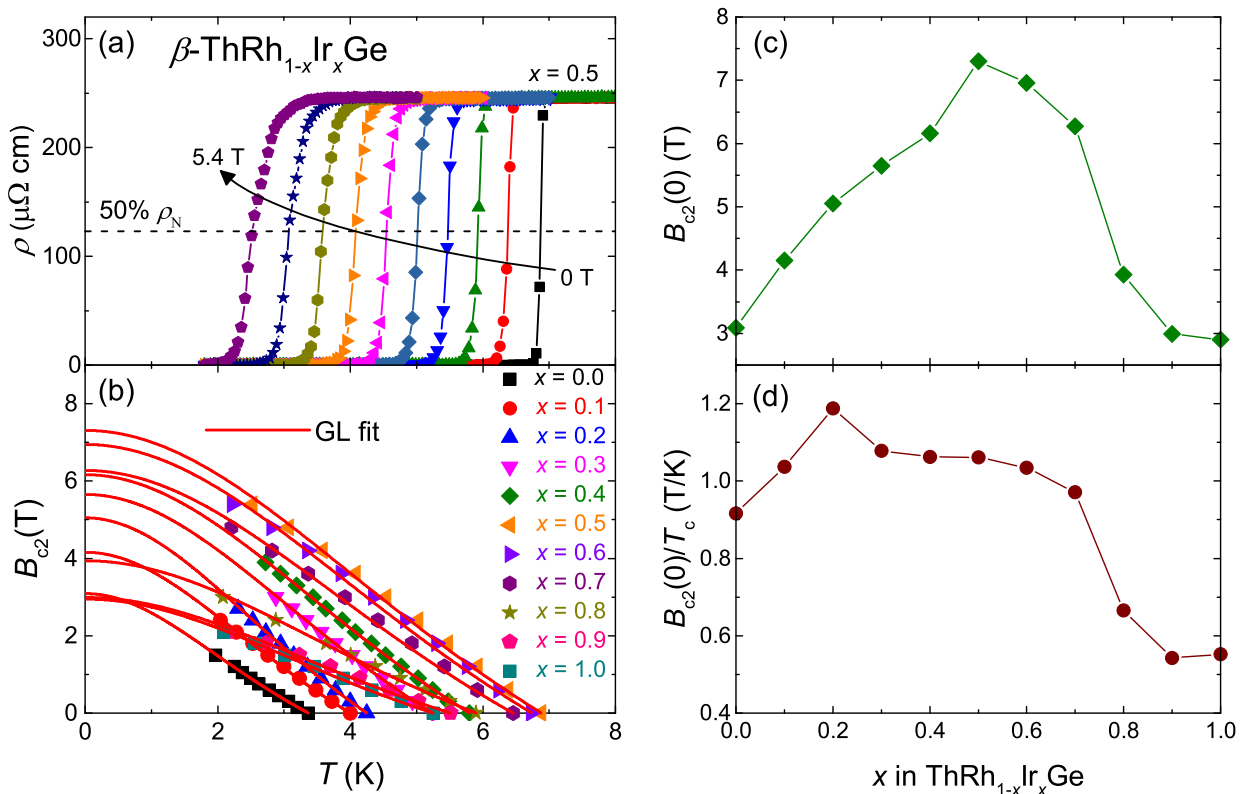 (a)
β-ThRh1-xIrxGe
x = 0.5
300
200
100
0
ρ (μΩ cm)
5.4 T
50% ρN
0 T
(b)
GL fit
x = 0.0
x = 0.1
x = 0.2
x = 0.3
x = 0.4
x = 0.5
x = 0.6
x = 0.7
x = 0.8
x = 0.9
x = 1.0
8
6
4
2
0
Bc2(T)
0 2 4 6 8
T (K)
(c)
8
7
6
5
4
3
Bc2(0) (T)
(d)
1.2
1.0
0.8
0.6
0.4
Bc2(0)/Tc (T/K)
0.0 0.2 0.4 0.6 0.8 1.0
x in ThRh1-xIrxGe